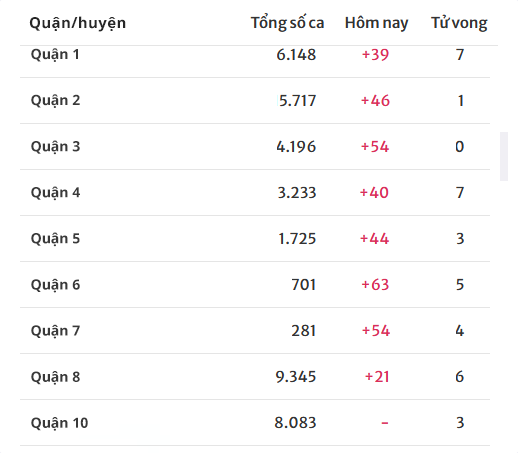 Quận/huyện Tổng số ca Hôm nay Tử vong
Quận 1 6.148 +39 7
Quận 2 5.717 +46 1
Quận 3 4.196 +54 0
Quận 4 3.233 +40 7
Quận 5 1.725 +44 3
Quận 6 701 +63 5
Quận 7 281 +54 4
Quận 8 9.345 +21 6
Quận 10 8.083 - 3